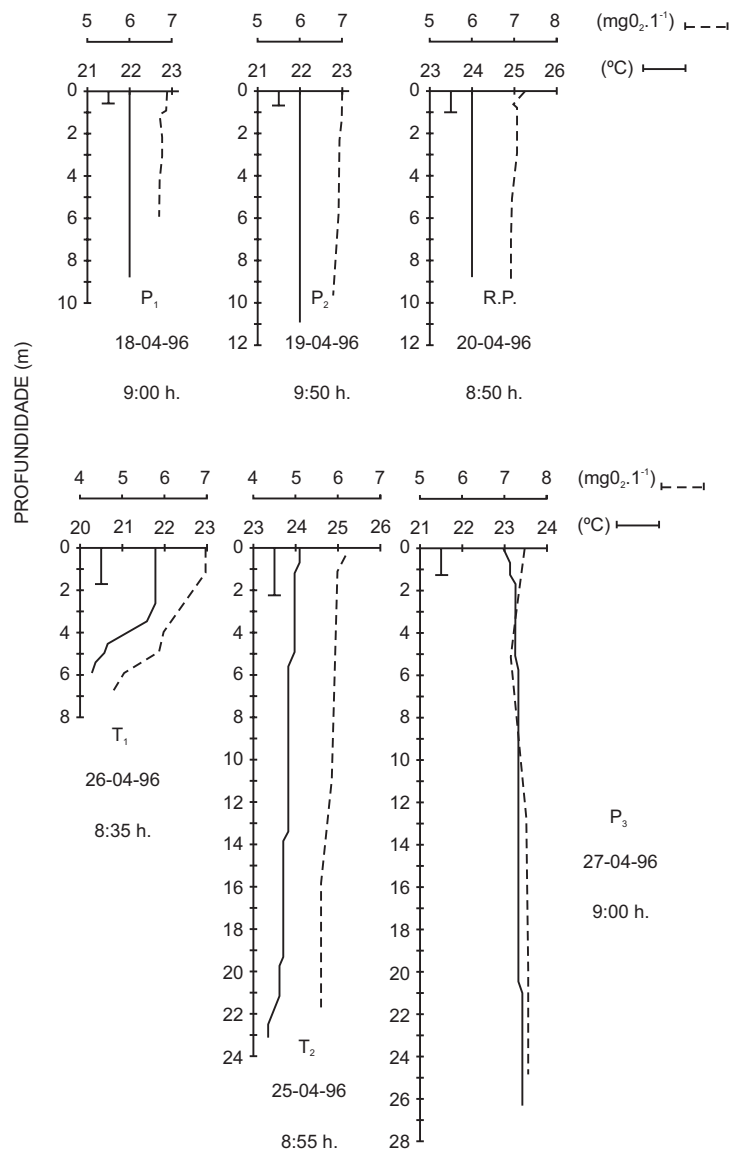 5 6 7
5 6 7
5 6 7 8
(mg0₂.1⁻¹)
21 22 23
21 22 23
23 24 25 26
(ºC)
0
2
4
6
8
10
P₁
18-04-96
9:00 h.
0
2
4
6
8
10
12
P₂
19-04-96
9:50 h.
0
2
4
6
8
10
12
R.P.
20-04-96
8:50 h.
PROFUNDIDADE (m)
4 5 6 7
4 5 6 7
5 6 7 8
(mg0₂.1⁻¹)
20 21 22 23
23 24 25 26
21 22 23 24
(ºC)
0
2
4
6
8
T₁
26-04-96
8:35 h.
0
2
4
6
8
10
12
14
16
18
20
22
24
T₂
25-04-96
8:55 h.
0
2
4
6
8
10
12
14
16
18
20
22
24
26
28
P₃
27-04-96
9:00 h.